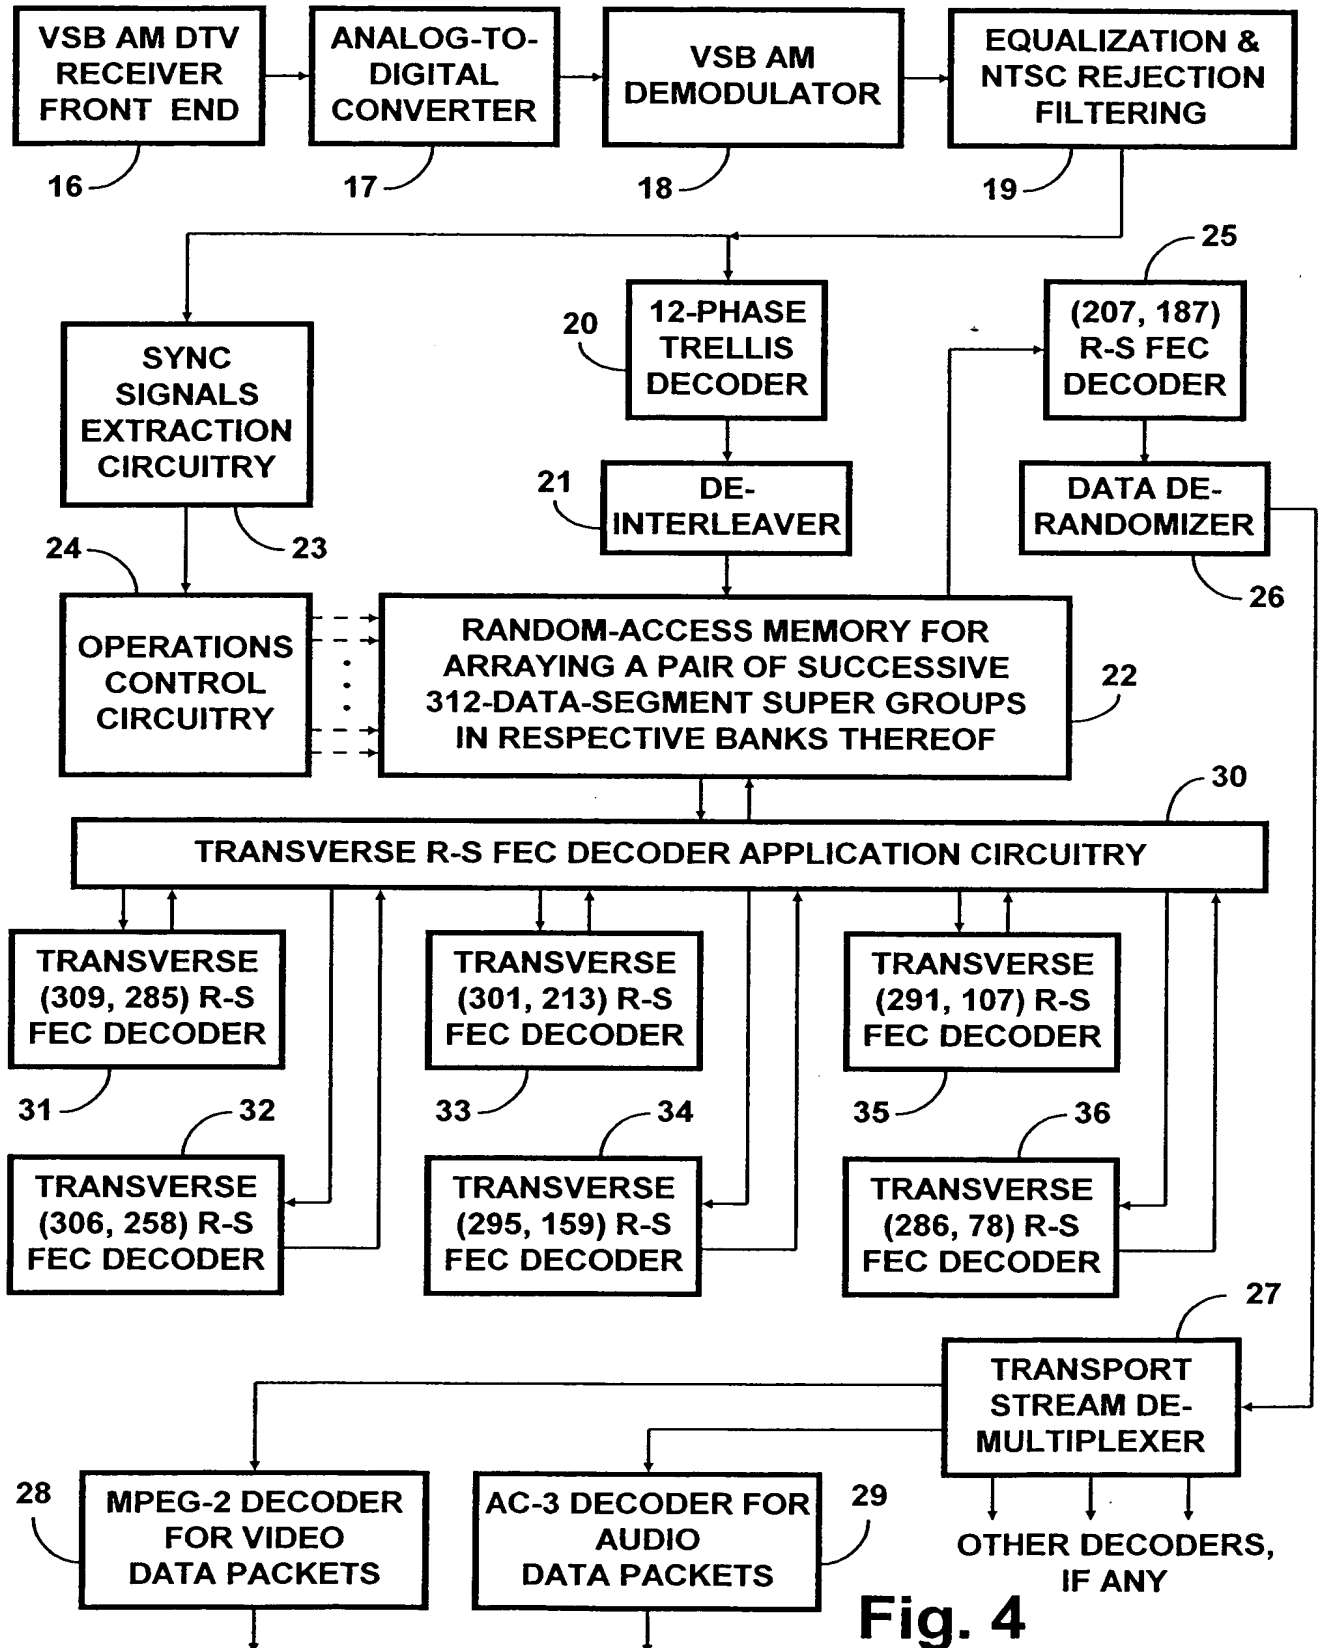 VSB AM DTV
RECEIVER
FRONT END
ANALOG-TO-
DIGITAL
CONVERTER
VSB AM
DEMODULATOR
EQUALIZATION &
NTSC REJECTION
FILTERING
16
17
18
19
25
20
12-PHASE
TRELLIS
DECODER
(207, 187)
R-S FEC
DECODER
SYNC
SIGNALS
EXTRACTION
CIRCUITRY
21
DE-
INTERLEAVER
DATA DE-
RANDOMIZER
24
23
26
OPERATIONS
CONTROL
CIRCUITRY
RANDOM-ACCESS MEMORY FOR
ARRAYING A PAIR OF SUCCESSIVE
312-DATA-SEGMENT SUPER GROUPS
IN RESPECTIVE BANKS THEREOF
22
30
TRANSVERSE R-S FEC DECODER APPLICATION CIRCUITRY
TRANSVERSE
(309, 285) R-S
FEC DECODER
TRANSVERSE
(301, 213) R-S
FEC DECODER
TRANSVERSE
(291, 107) R-S
FEC DECODER
31
32
33
34
35
36
TRANSVERSE
(306, 258) R-S
FEC DECODER
TRANSVERSE
(295, 159) R-S
FEC DECODER
TRANSVERSE
(286, 78) R-S
FEC DECODER
27
TRANSPORT
STREAM DE-
MULTIPLEXER
28
MPEG-2 DECODER
FOR VIDEO
DATA PACKETS
AC-3 DECODER FOR
AUDIO
DATA PACKETS
29
OTHER DECODERS,
IF ANY
Fig. 4